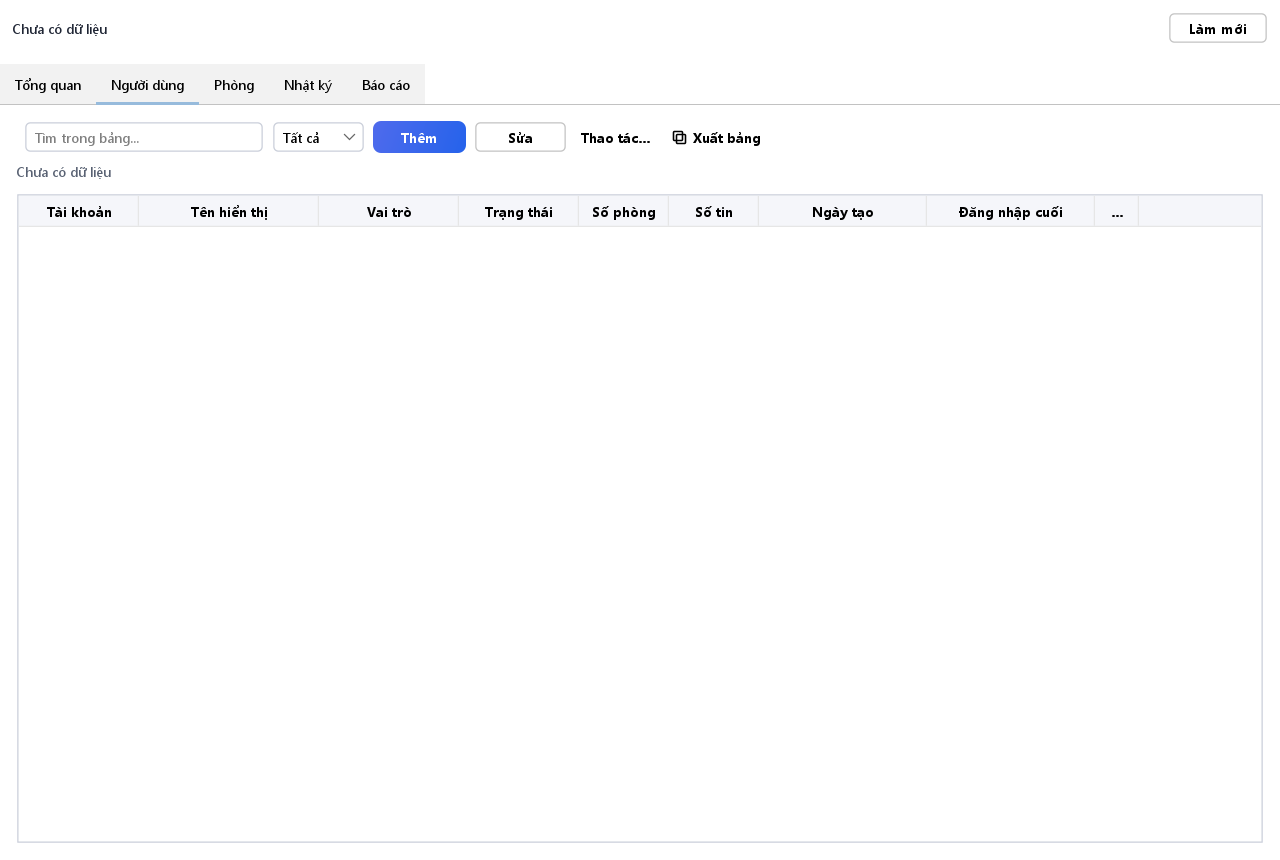 Chưa có dữ liệu
Làm mới
Tổng quan Người dùng Phòng Nhật ký Báo cáo
Tìm trong bảng... Tất cả Thêm Sửa Thao tác... Xuất bảng
Chưa có dữ liệu
Tài khoản Tên hiển thị Vai trò Trạng thái Số phòng Số tin Ngày tạo Đăng nhập cuối ...